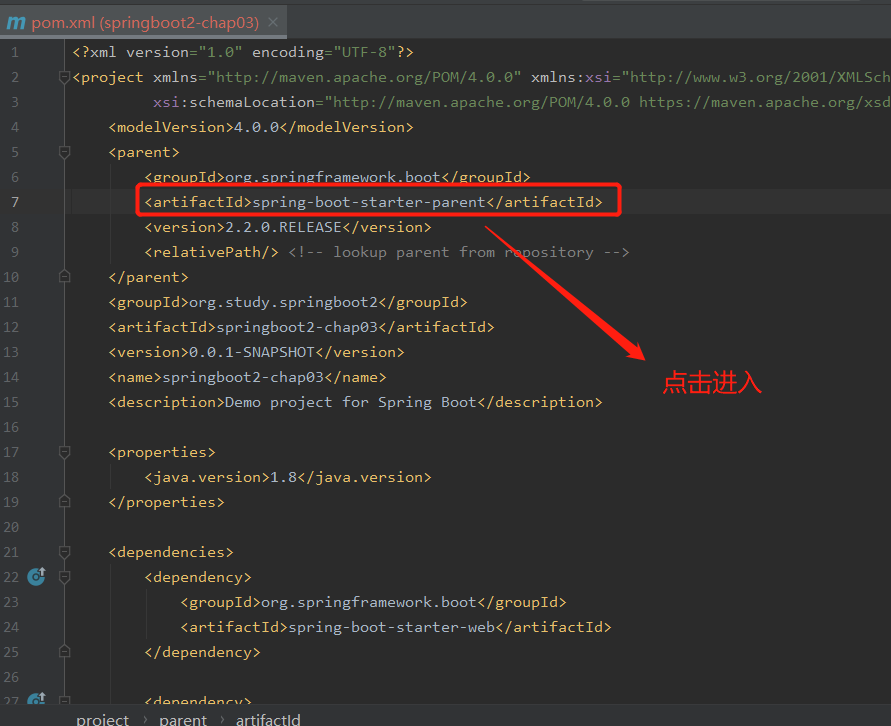 pom.xml (springboot2-chap03)
1 <?xml version="1.0" encoding="UTF-8"?>
2 <project xmlns="http://maven.apache.org/POM/4.0.0" xmlns:xsi="http://www.w3.org/2001/XMLSch
3 xsi:schemaLocation="http://maven.apache.org/POM/4.0.0 https://maven.apache.org/xsd
4 <modelVersion>4.0.0</modelVersion>
5 <parent>
6 <groupId>org.springframework.boot</groupId>
7 <artifactId>spring-boot-starter-parent</artifactId>
8 <version>2.2.0.RELEASE</version>
9 <relativePath/> <!-- lookup parent from repository -->
10 </parent>
11 <groupId>org.study.springboot2</groupId>
12 <artifactId>springboot2-chap03</artifactId>
点击进入
13 <version>0.0.1-SNAPSHOT</version>
14 <name>springboot2-chap03</name>
15 <description>Demo project for Spring Boot</description>
16
17 <properties>
18 <java.version>1.8</java.version>
19 </properties>
20
21 <dependencies>
22 <dependency>
23 <groupId>org.springframework.boot</groupId>
24 <artifactId>spring-boot-starter-web</artifactId>
25 </dependency>
26
27 <dependency>
project › parent › artifactId